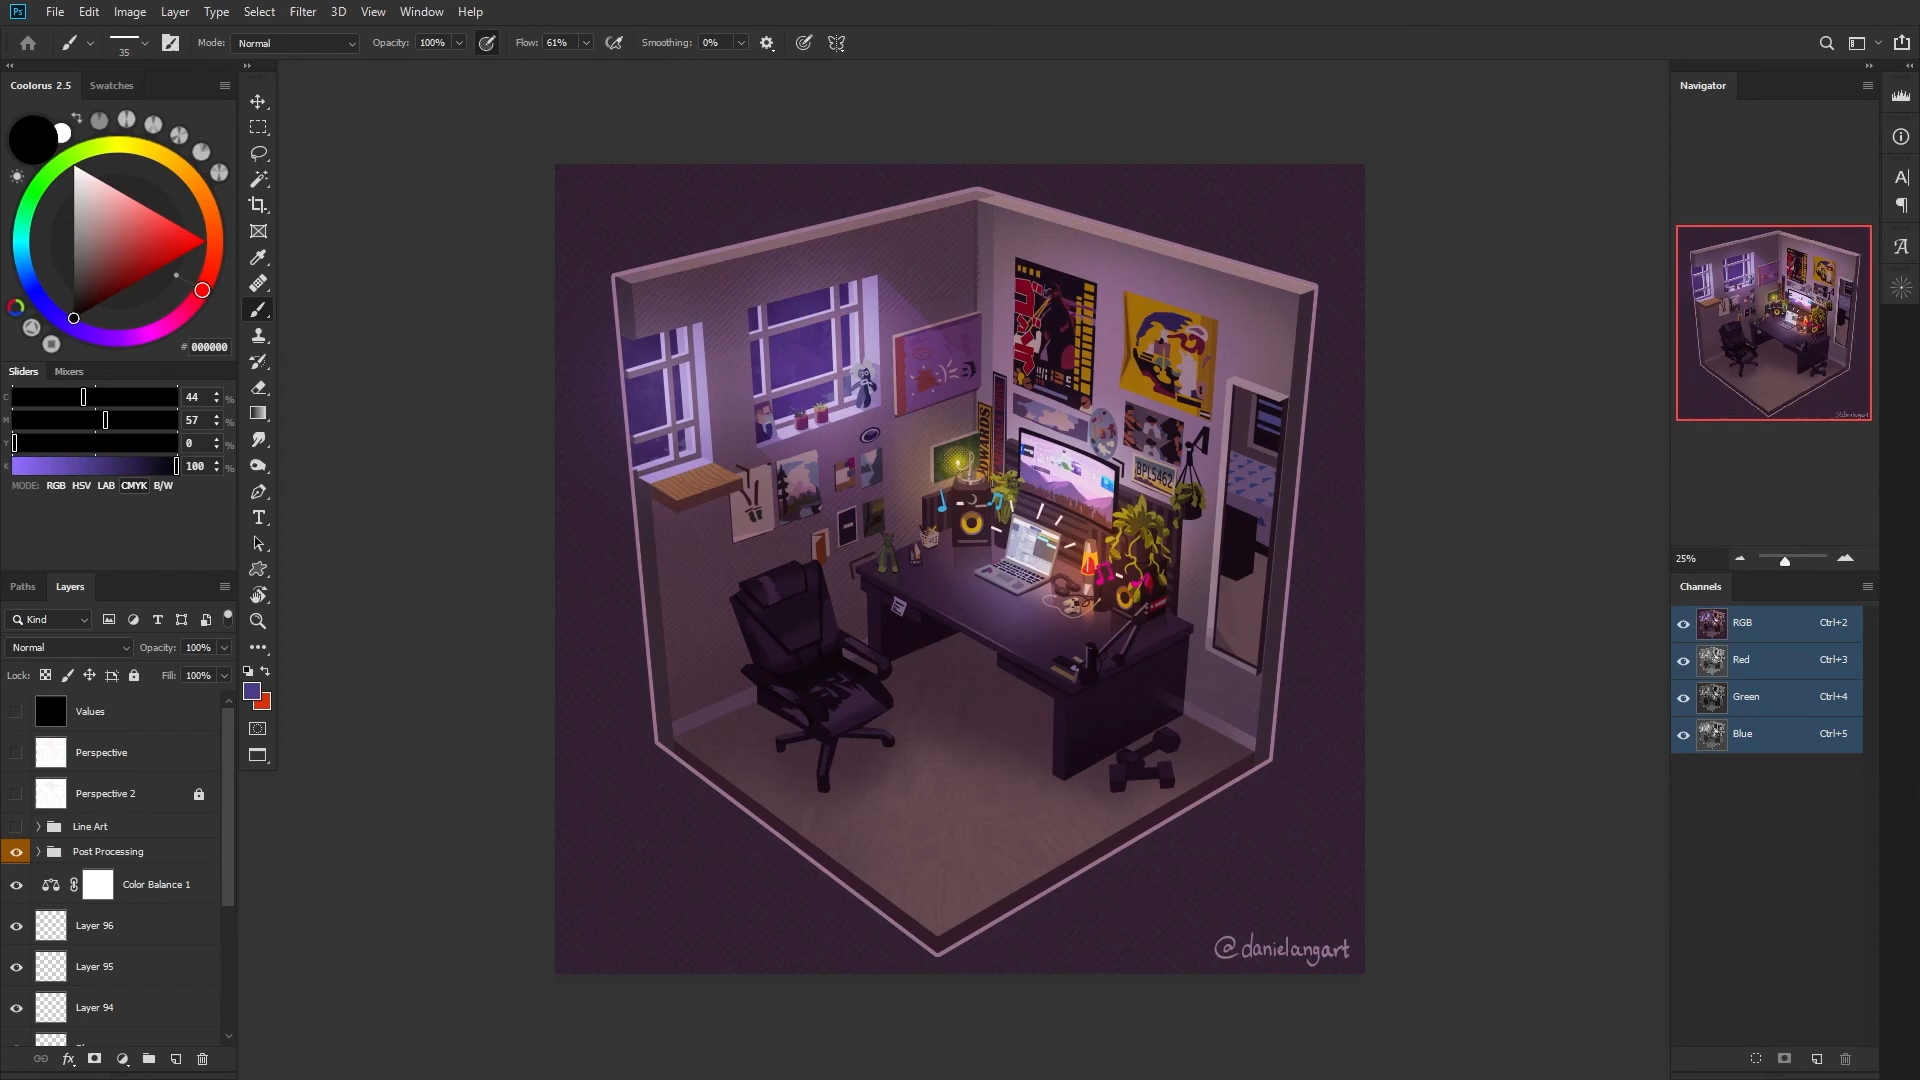 Ps File Edit Image Layer Type Select Filter 3D View Window Help
35 Mode: Normal Opacity: 100% Flow: 61% Smoothing: 0%
Coolorus 2.5 Swatches
# 000000
Sliders Mixers
C 44 %
M 57 %
Y 0 %
K 100 %
MODE: RGB HSV LAB CMYK B/W
Paths Layers
Kind
Normal Opacity: 100%
Lock: Fill: 100%
Values
Perspective
Perspective 2
Line Art
Post Processing
Color Balance 1
Layer 96
Layer 95
Layer 94
fx
T
BPL5462
@danielangart
Navigator
25%
Channels
RGB Ctrl+2
Red Ctrl+3
Green Ctrl+4
Blue Ctrl+5